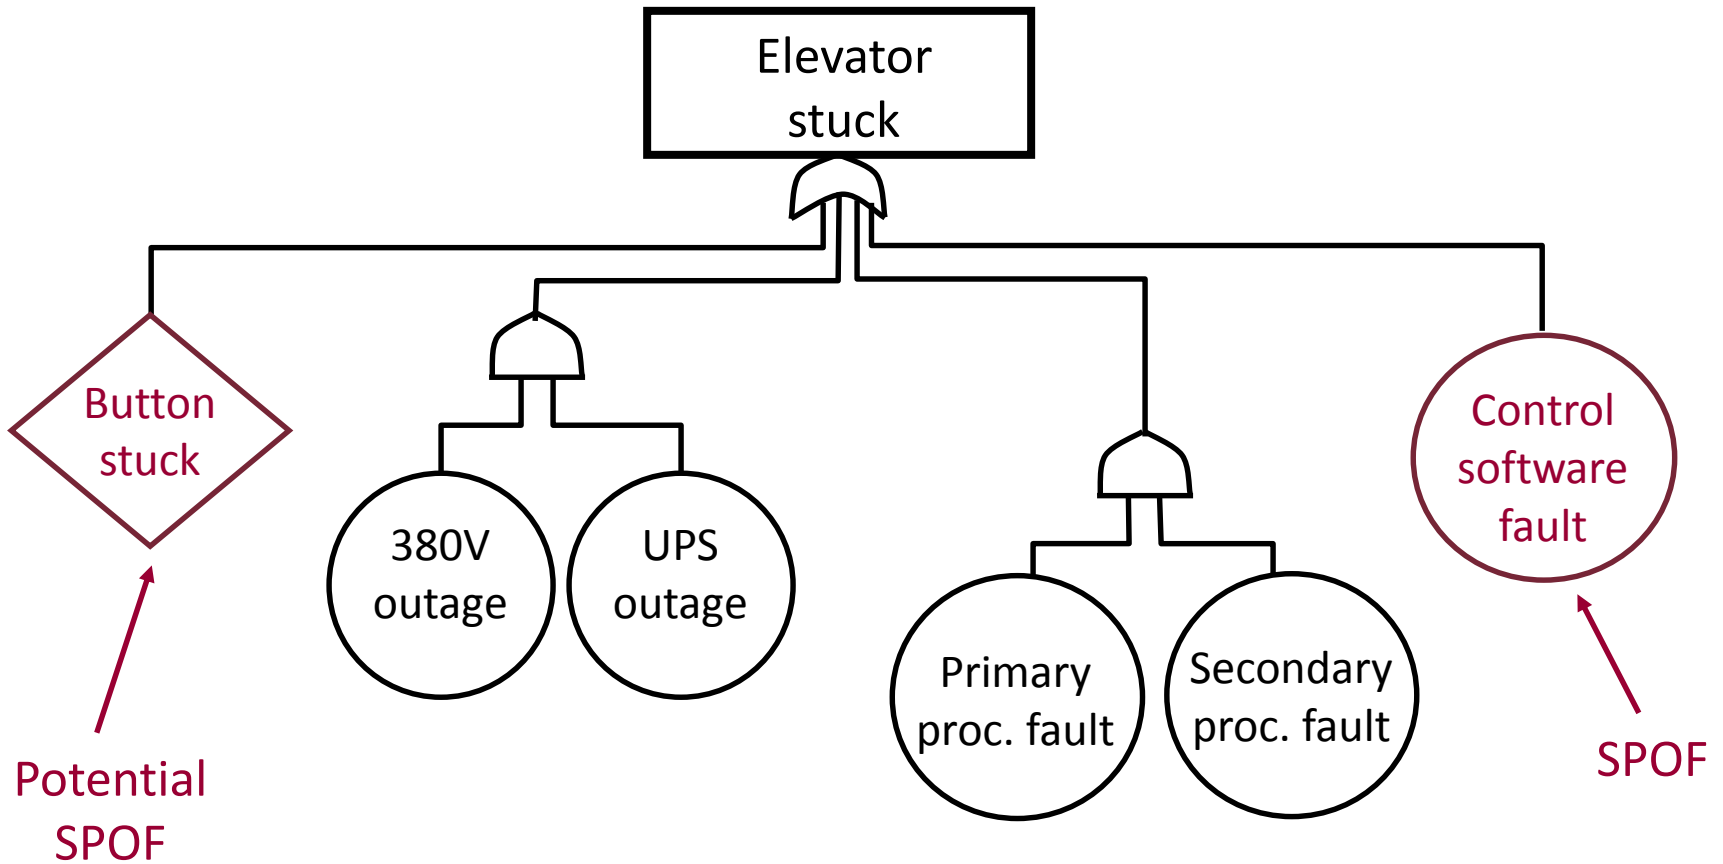 Elevator
stuck
Button
stuck
380V
outage
UPS
outage
Primary
proc. fault
Secondary
proc. fault
Control
software
fault
Potential
SPOF
SPOF